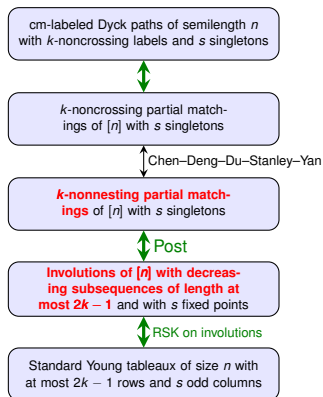 cm-labeled Dyck paths of semilength n
with k-noncrossing labels and s singletons
k-noncrossing partial match-
ings of [n] with s singletons
Chen–Deng–Du–Stanley–Yan
k-nonnesting partial match-
ings of [n] with s singletons
Post
Involutions of [n] with decreas-
ing subsequences of length at
most 2k − 1 and with s fixed points
RSK on involutions
Standard Young tableaux of size n with
at most 2k − 1 rows and s odd columns